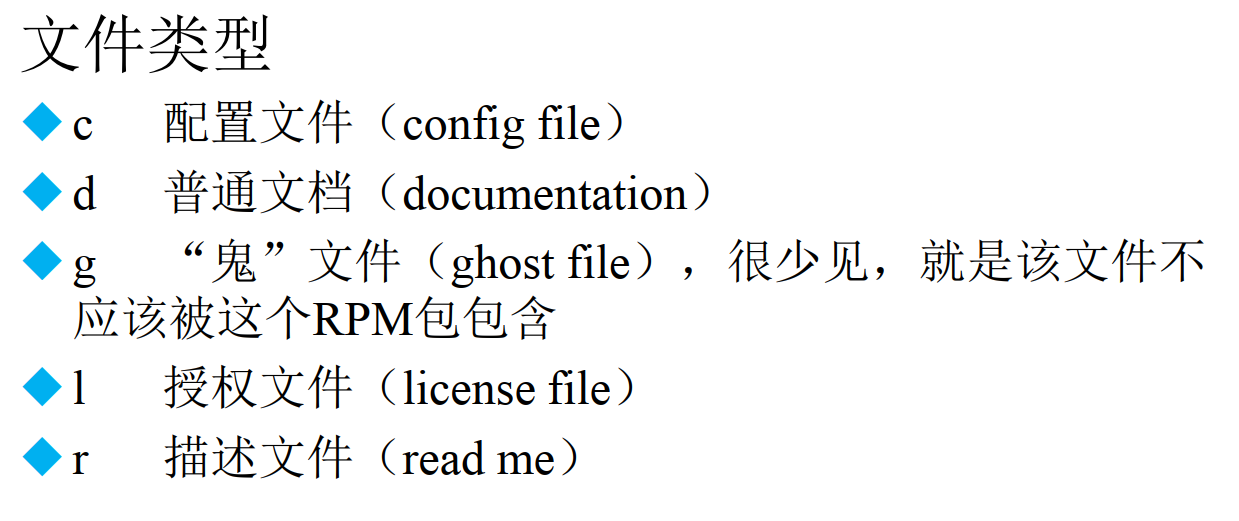 文件类型
c 配置文件（config file）
d 普通文档（documentation）
g “鬼”文件（ghost file），很少见，就是该文件不
应该被这个RPM包包含
l 授权文件（license file）
r 描述文件（read me）